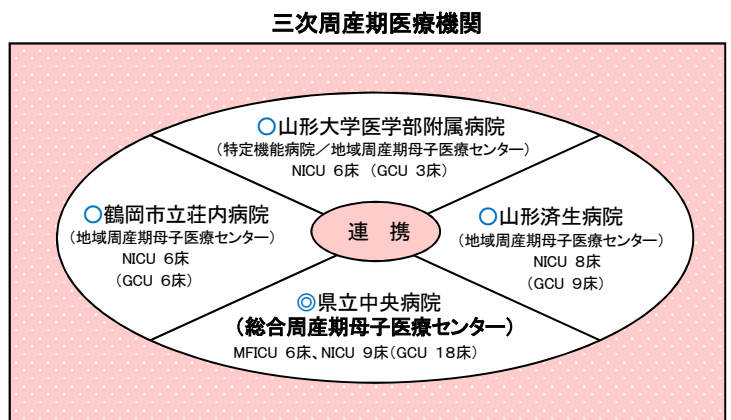 三次周産期医療機関
○山形大学医学部附属病院
（特定機能病院／地域周産期母子医療センター）
NICU 6床 （GCU 3床）
○鶴岡市立荘内病院
（地域周産期母子医療センター）
NICU 6床
（GCU 6床）
連 携
○山形済生病院
（地域周産期母子医療センター）
NICU 8床
（GCU 9床）
◎県立中央病院
（総合周産期母子医療センター）
MFICU 6床、NICU 9床（GCU 18床）